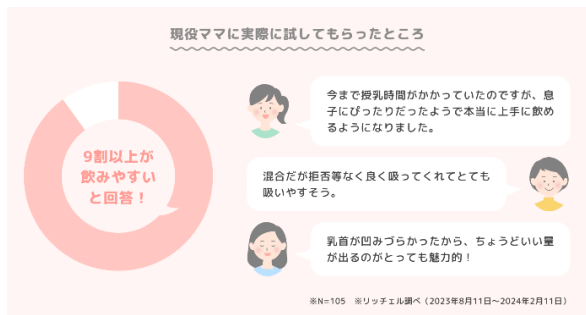 現役ママに実際に試してもらったところ
9割以上が
飲みやすい
と回答！
今まで授乳時間がかかっていたのですが、息
子にぴったりだったようで本当に上手に飲め
るようになりました。
混合だが拒否等なく良く吸ってくれてとても
吸いやすそう。
乳首が凹みづらかったから、ちょうどいい量
が出るのがとっても魅力的！
※N=105　※リッチェル調べ（2023年8月11日～2024年2月11日）